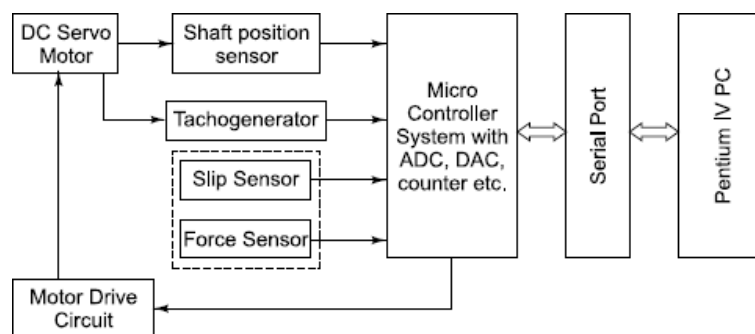 DC Servo
Motor
Shaft position
sensor
Tachogenerator
Slip Sensor
Force Sensor
Motor Drive
Circuit
Micro
Controller
System with
ADC, DAC,
counter etc.
Serial Port
Pentium IV PC